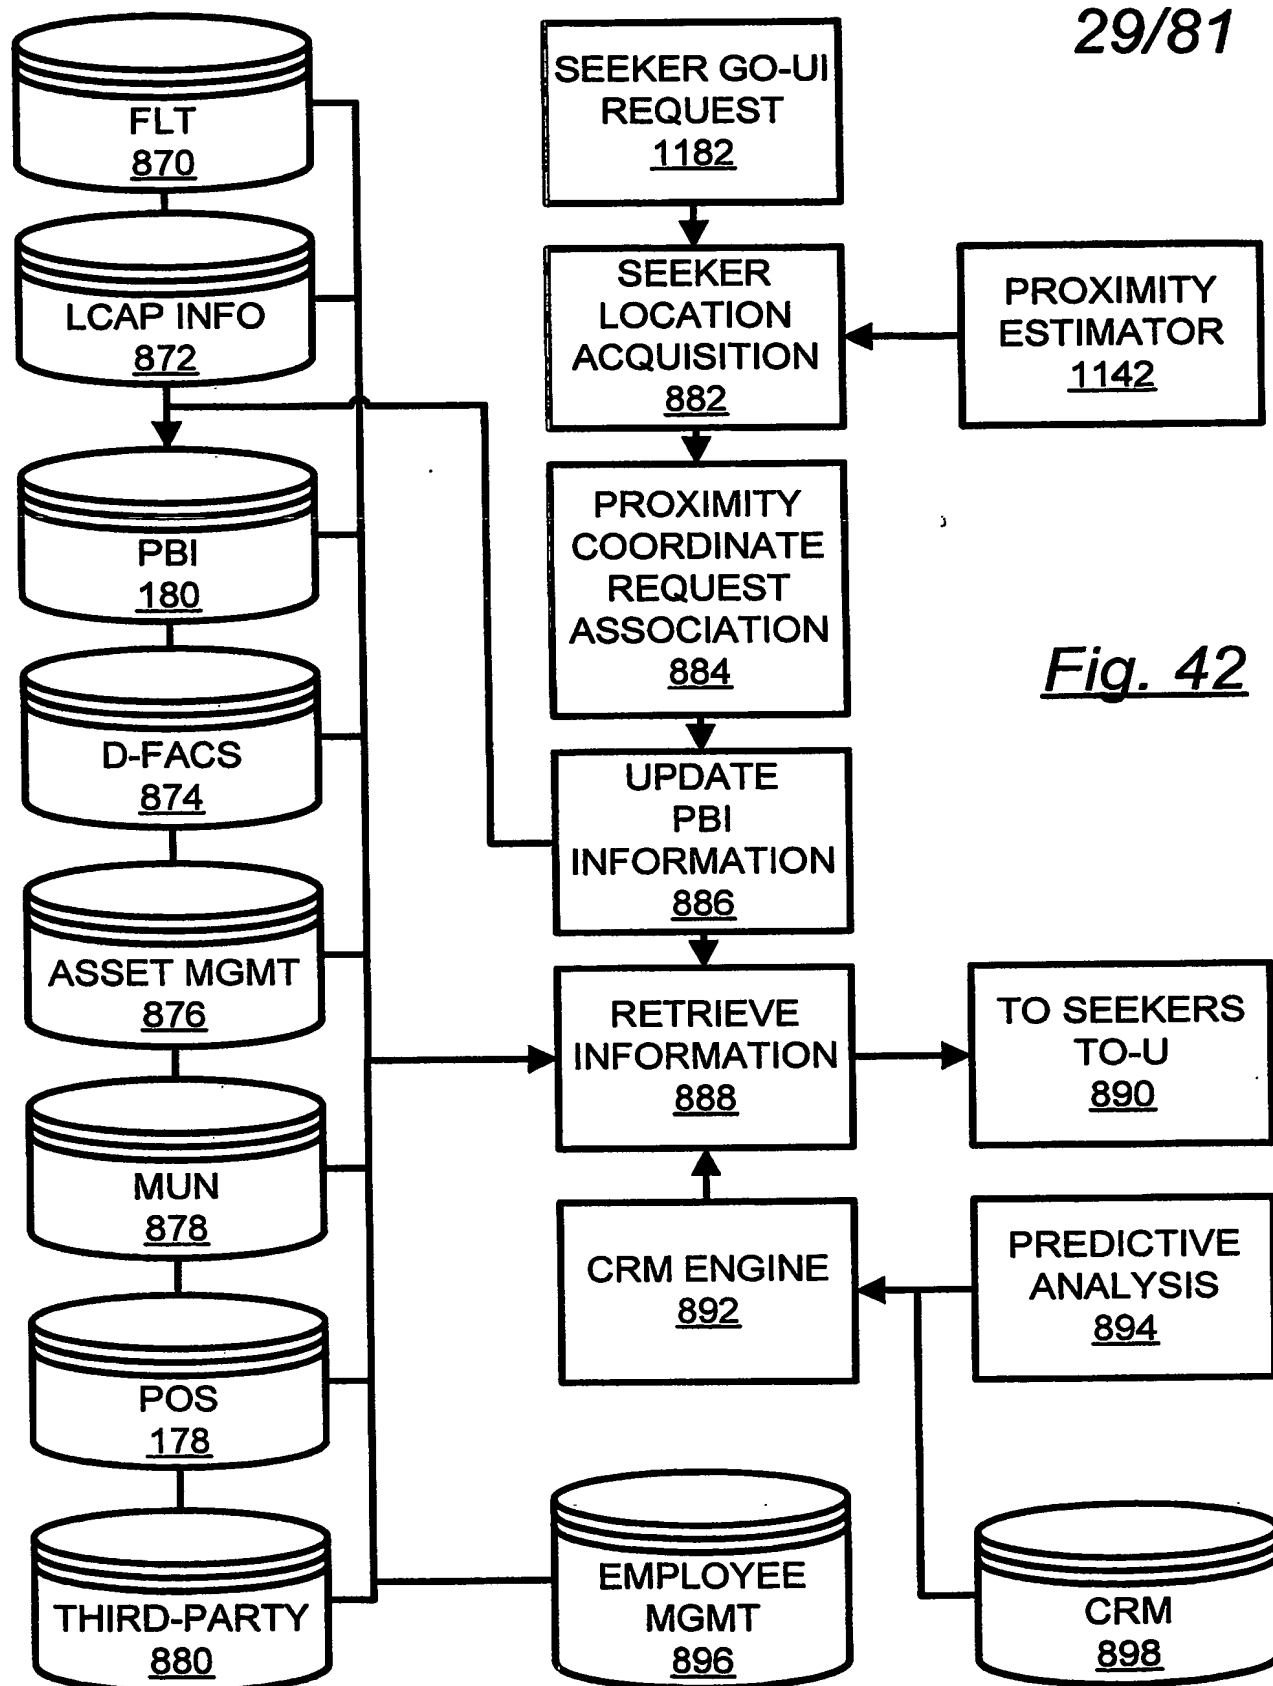 29/81
FLT
870
LCAP INFO
872
PBI
180
D-FACS
874
ASSET MGMT
876
MUN
878
POS
178
THIRD-PARTY
880
SEEKER GO-UI
REQUEST
1182
SEEKER
LOCATION
ACQUISITION
882
PROXIMITY
ESTIMATOR
1142
PROXIMITY
COORDINATE
REQUEST
ASSOCIATION
884
Fig. 42
UPDATE
PBI
INFORMATION
886
RETRIEVE
INFORMATION
888
TO SEEKERS
TO-U
890
CRM ENGINE
892
PREDICTIVE
ANALYSIS
894
EMPLOYEE
MGMT
896
CRM
898